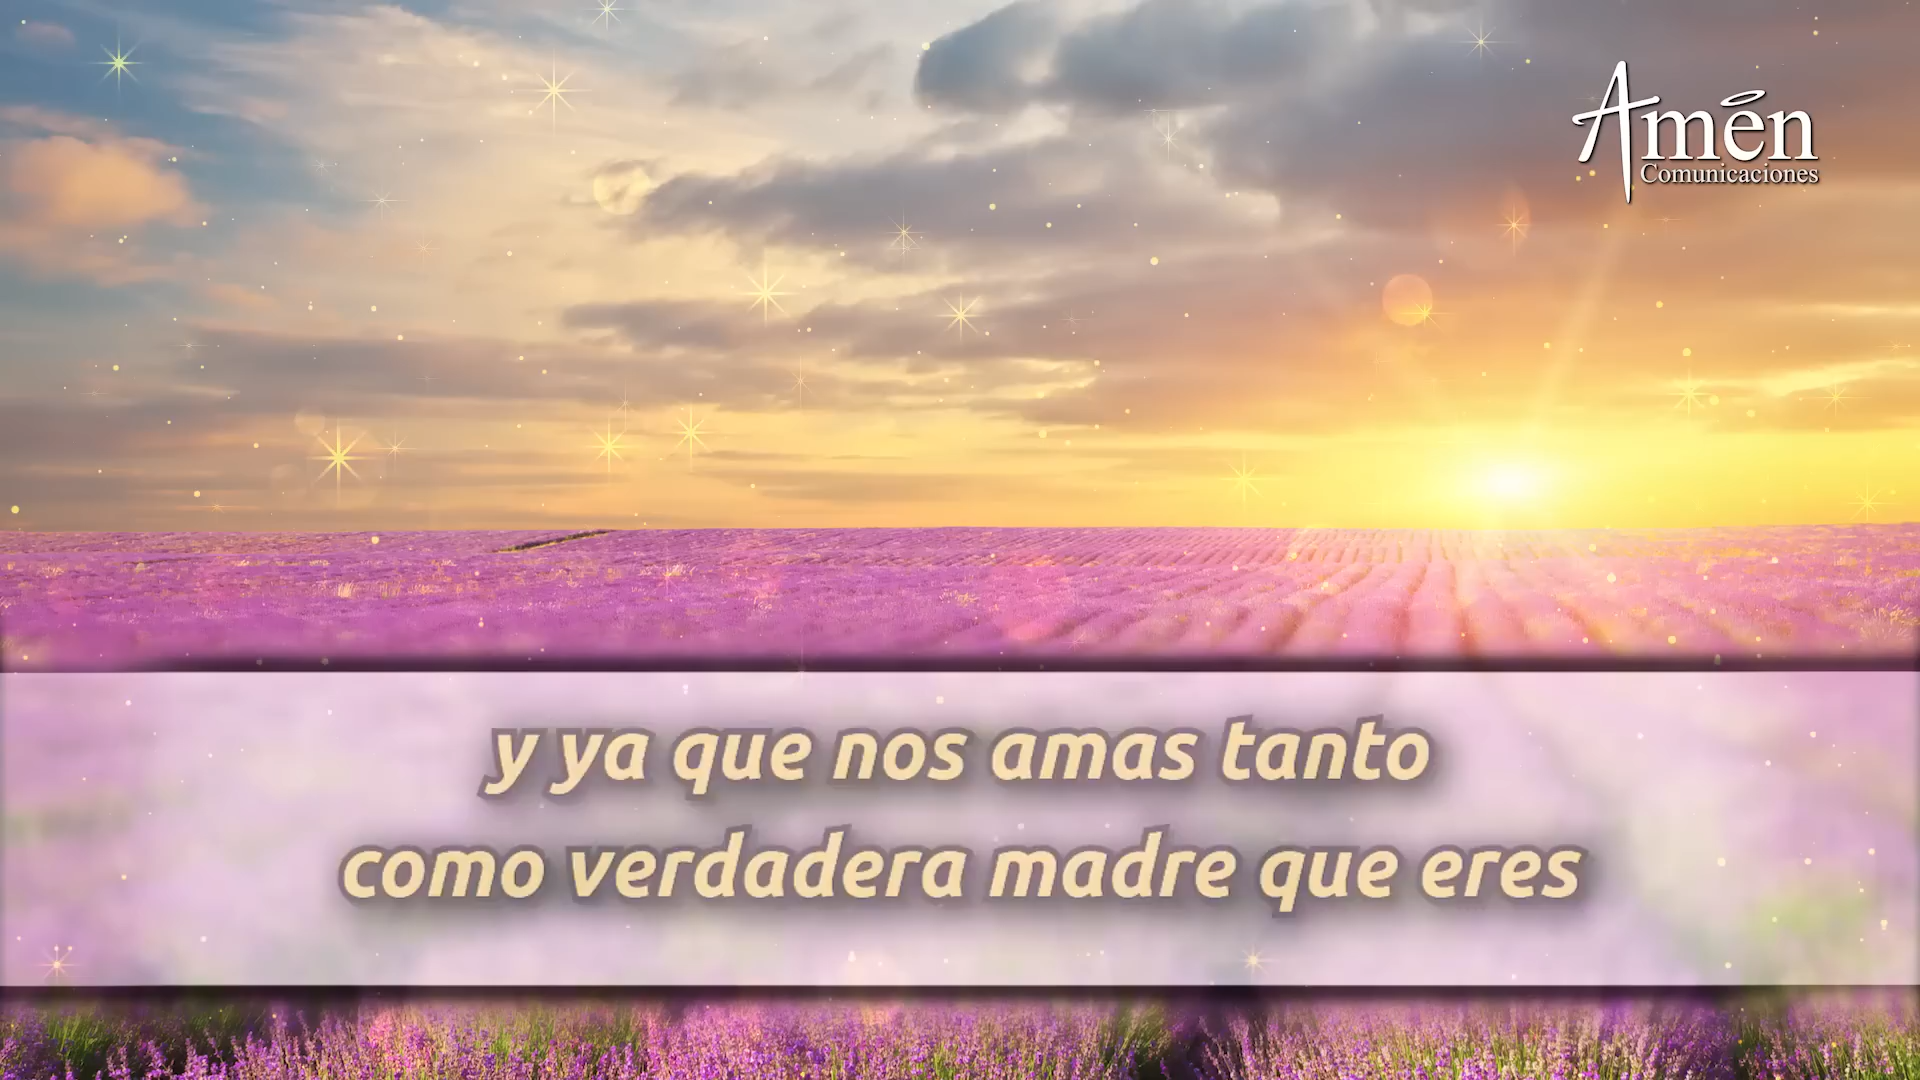 Amén
Comunicaciones
y ya que nos amas tanto
como verdadera madre que eres